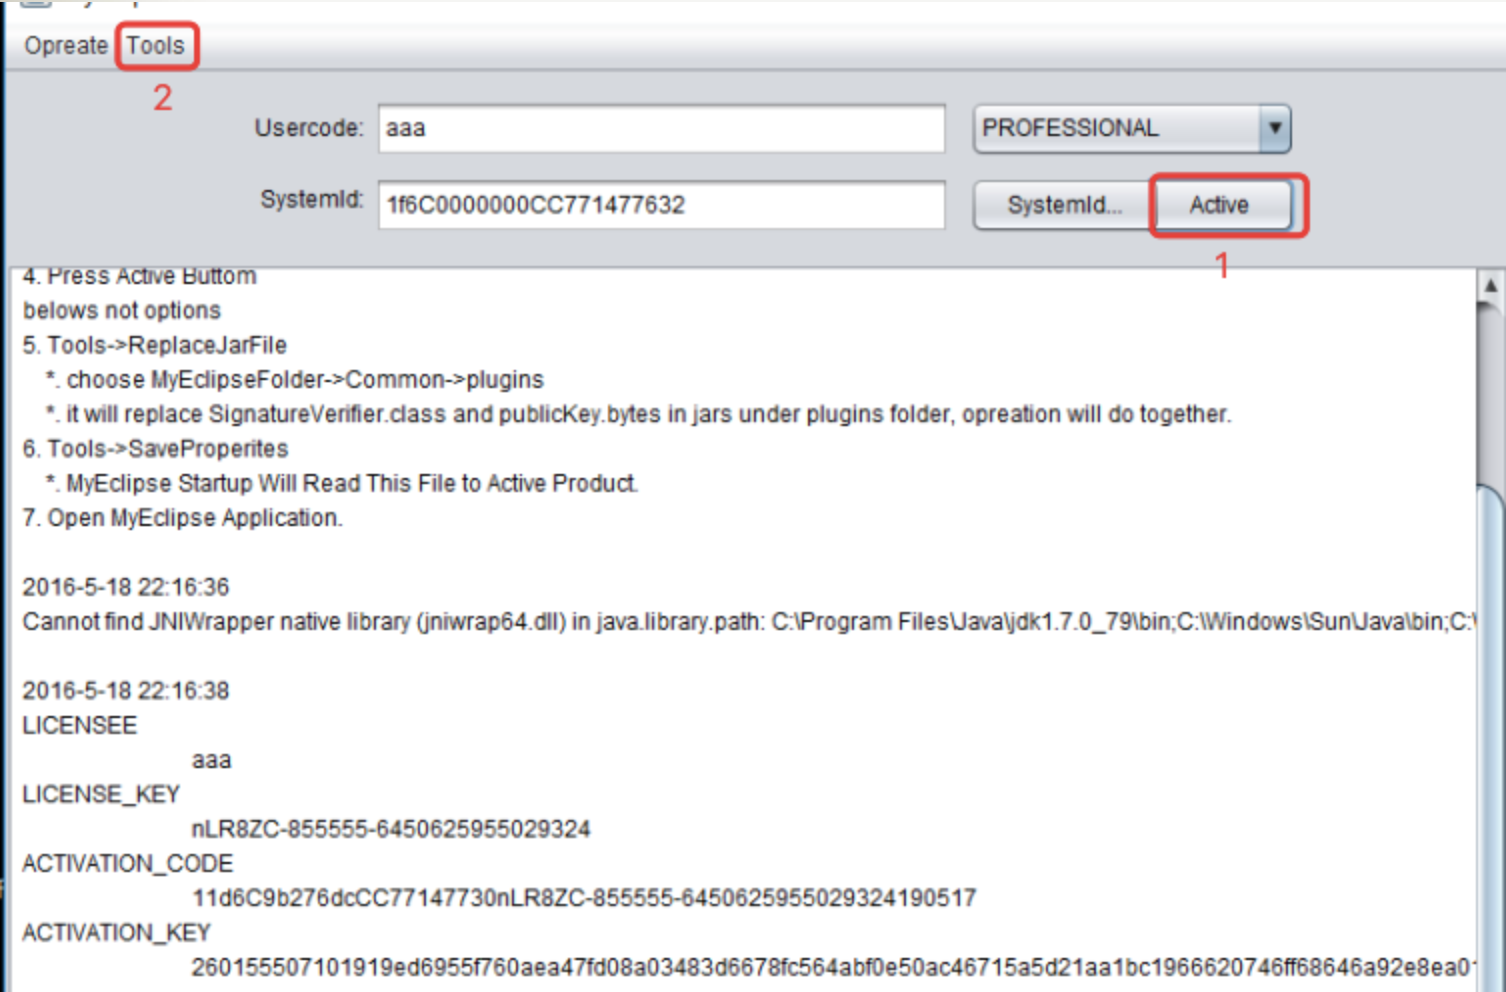 Opreate Tools
2
Usercode: aaa PROFESSIONAL
SystemId: 1f6C0000000CC771477632 SystemId... Active
1
4. Press Active Buttom
belows not options
5. Tools->ReplaceJarFile
*. choose MyEclipseFolder->Common->plugins
*. it will replace SignatureVerifier.class and publicKey.bytes in jars under plugins folder, opreation will do together.
6. Tools->SaveProperites
*. MyEclipse Startup Will Read This File to Active Product.
7. Open MyEclipse Application.
2016-5-18 22:16:36
Cannot find JNIWrapper native library (jniwrap64.dll) in java.library.path: C:\Program Files\Java\jdk1.7.0_79\bin;C:\Windows\Sun\Java\bin;C:\
2016-5-18 22:16:38
LICENSEE
aaa
LICENSE_KEY
nLR8ZC-855555-6450625955029324
ACTIVATION_CODE
11d6C9b276dcCC77147730nLR8ZC-855555-6450625955029324190517
ACTIVATION_KEY
260155507101919ed6955f760aea47fd08a03483d6678fc564abf0e50ac46715a5d21aa1bc1966620746ff68646a92e8ea0